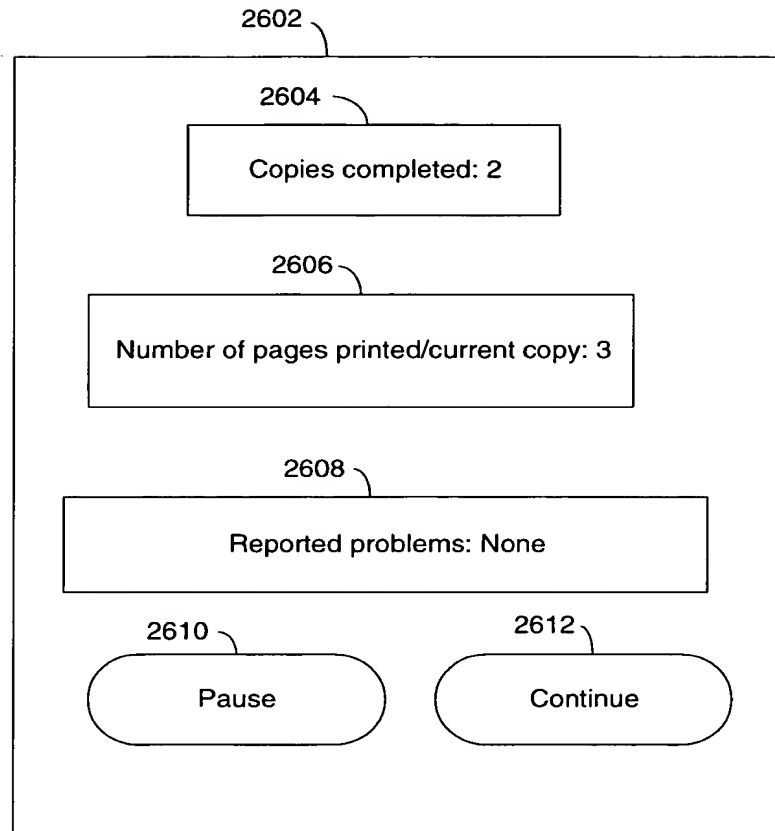 2602
2604
Copies completed: 2
2606
Number of pages printed/current copy: 3
2608
Reported problems: None
2610
2612
Pause
Continue